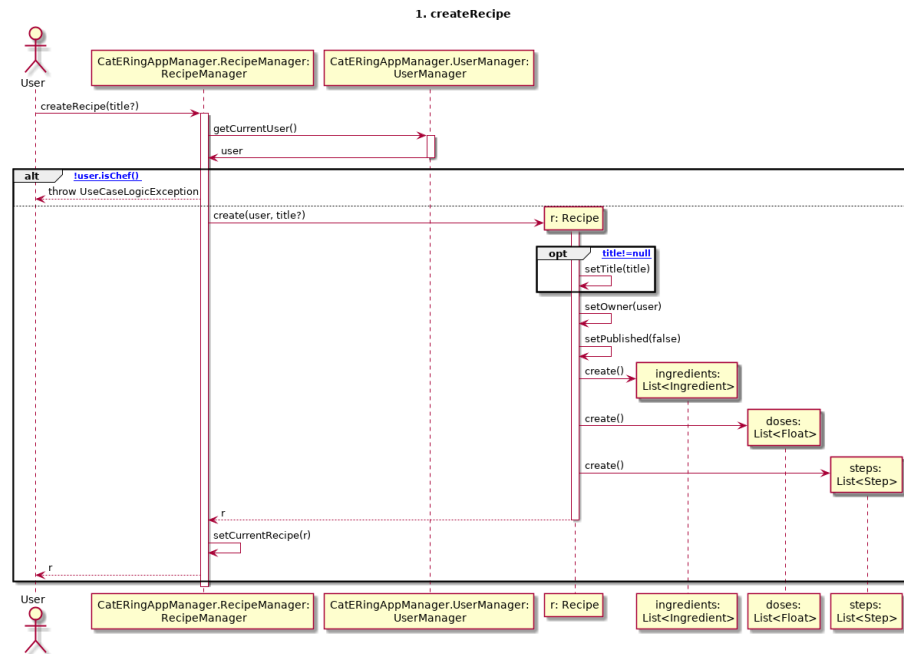 1. createRecipe
User
CatERingAppManager.RecipeManager:
RecipeManager
CatERingAppManager.UserManager:
UserManager
createRecipe(title?)
getCurrentUser()
user
alt
!user.isChef()
throw UseCaseLogicException
create(user, title?)
r: Recipe
opt
title!=null
setTitle(title)
setOwner(user)
setPublished(false)
create()
ingredients:
List<Ingredient>
create()
doses:
List<Float>
create()
steps:
List<Step>
r
setCurrentRecipe(r)
r
User
CatERingAppManager.RecipeManager:
RecipeManager
CatERingAppManager.UserManager:
UserManager
r: Recipe
ingredients:
List<Ingredient>
doses:
List<Float>
steps:
List<Step>